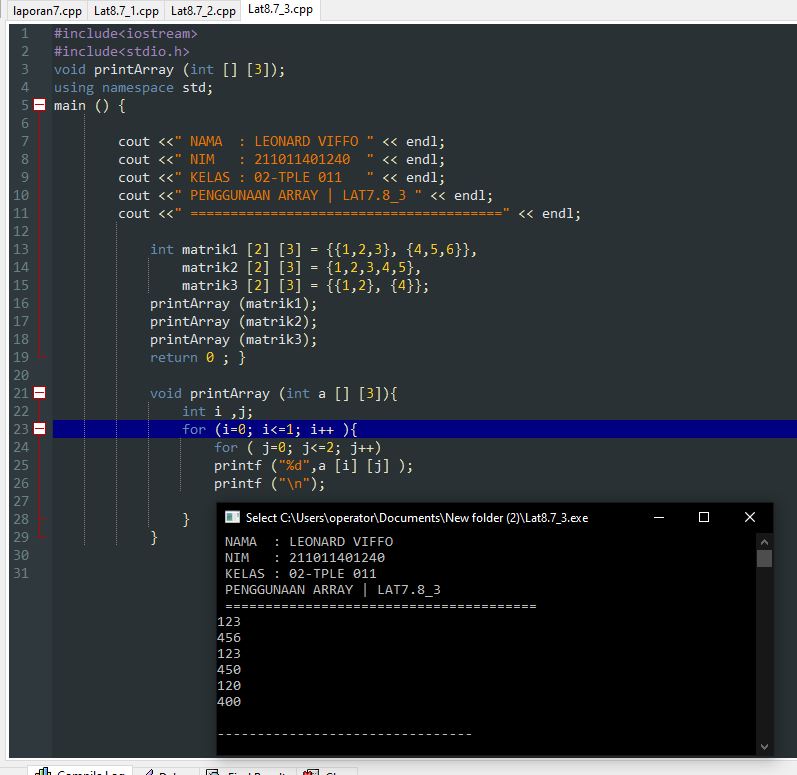 laporan7.cpp Lat8.7_1.cpp Lat8.7_2.cpp Lat8.7_3.cpp
1 #include<iostream>
2 #include<stdio.h>
3 void printArray (int [] [3]);
4 using namespace std;
5 main () {
6
7 cout <<" NAMA  : LEONARD VIFFO " << endl;
8 cout <<" NIM   : 211011401240  " << endl;
9 cout <<" KELAS : 02-TPLE 011   " << endl;
10 cout <<" PENGGUNAAN ARRAY | LAT7.8_3 " << endl;
11 cout <<" =======================================" << endl;
12
13 int matrik1 [2] [3] = {{1,2,3}, {4,5,6}},
14 matrik2 [2] [3] = {1,2,3,4,5},
15 matrik3 [2] [3] = {{1,2}, {4}};
16 printArray (matrik1);
17 printArray (matrik2);
18 printArray (matrik3);
19 return 0 ; }
20
21 void printArray (int a [] [3]){
22 int i ,j;
23 for (i=0; i<=1; i++ ){
24 for ( j=0; j<=2; j++)
25 printf ("%d",a [i] [j] );
26 printf ("\n");
27
28 }
29 }
30
31
Select C:\Users\operator\Documents\New folder (2)\Lat8.7_3.exe
NAMA  : LEONARD VIFFO
NIM   : 211011401240
KELAS : 02-TPLE 011
PENGGUNAAN ARRAY | LAT7.8_3
=======================================
123
456
123
450
120
400
--------------------------------